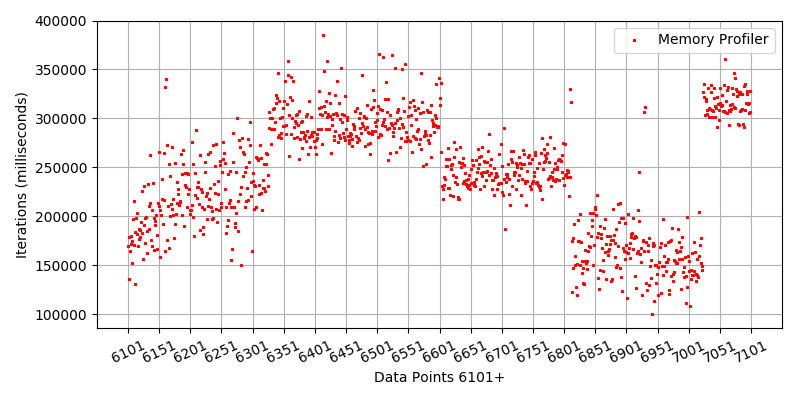 400000
350000
300000
250000
200000
150000
100000
Iterations (milliseconds)
Memory Profiler
6101 6151 6201 6251 6301 6351 6401 6451 6501 6551 6601 6651 6701 6751 6801 6851 6901 6951 7001 7051 7101
Data Points 6101+